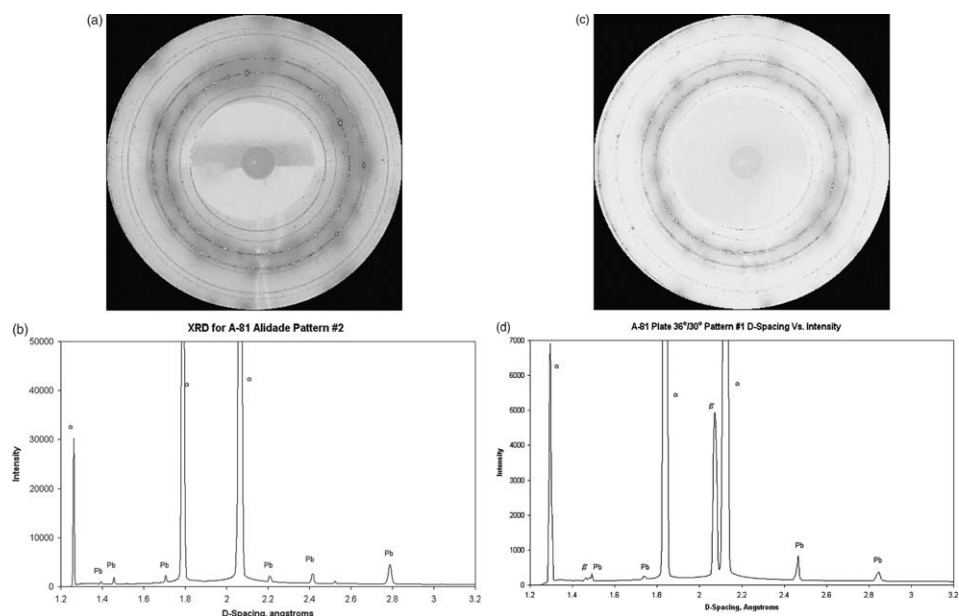 (a)
(c)
(b)
XRD for A-81 Alidade Pattern #2
50000
40000
30000
20000
10000
0
Intensity
α
α
α
Pb
Pb
Pb
Pb
Pb
Pb
1.2 1.4 1.6 1.8 2 2.2 2.4 2.6 2.8 3 3.2
D-Spacing, angstroms
(d)
A-81 Plate 36°/30° Pattern #1 D-Spacing Vs. Intensity
7000
6000
5000
4000
3000
2000
1000
0
Intensity
α
α
α
β'
β'
Pb
Pb
Pb
Pb
1.2 1.4 1.6 1.8 2 2.2 2.4 2.6 2.8 3 3.2
D-Spacing, Angstroms